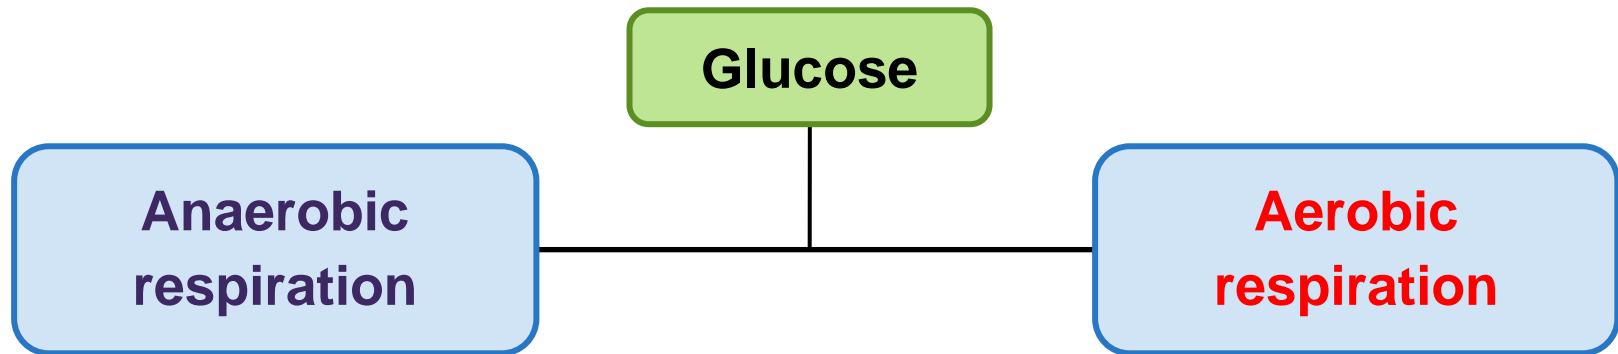 Glucose
Anaerobic
respiration
Aerobic
respiration